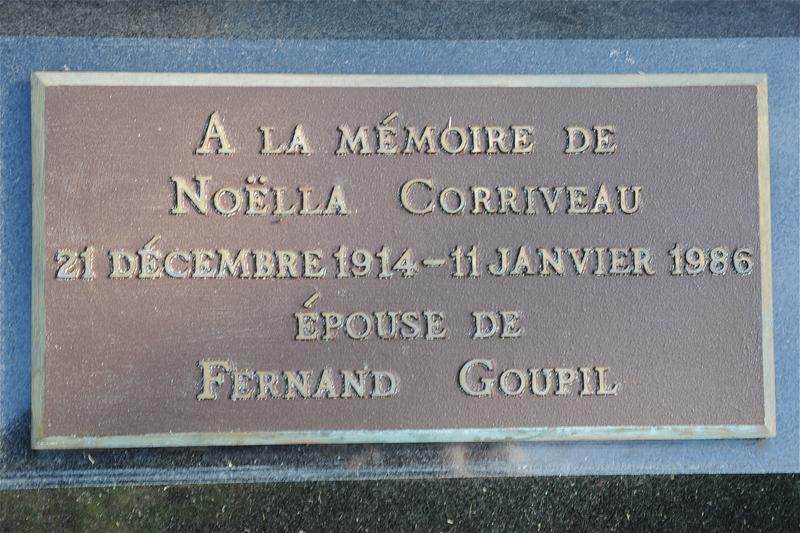 A LA MÉMOIRE DE
NOËLLA CORRIVEAU
21 DÉCEMBRE 1914 - 11 JANVIER 1986
ÉPOUSE DE
FERNAND GOUPIL